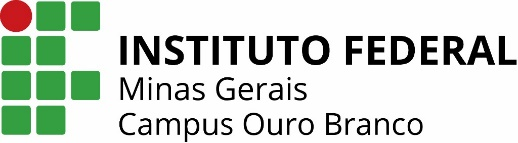 INSTITUTO FEDERAL
Minas Gerais
Campus Ouro Branco